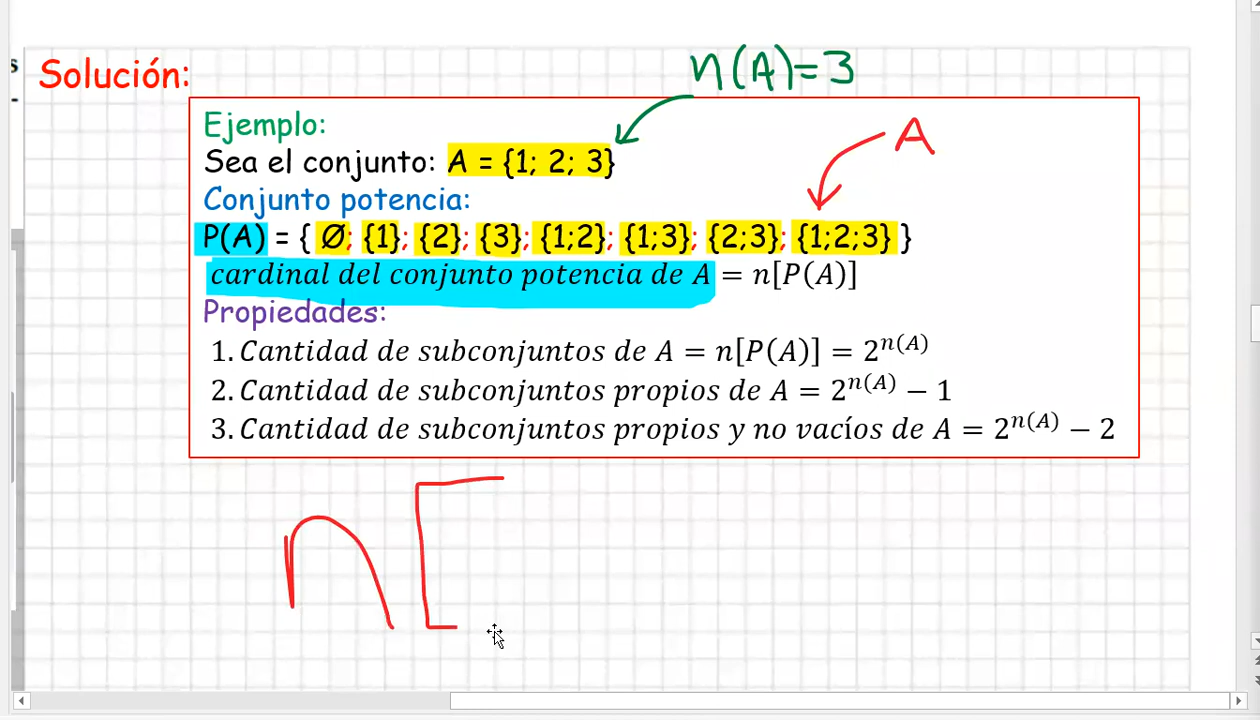 s
Solución:
n(A)=3
Ejemplo:
A
Sea el conjunto: A = {1; 2; 3}
Conjunto potencia:
P(A) = { Ø; {1}; {2}; {3}; {1;2}; {1;3}; {2;3}; {1;2;3} }
cardinal del conjunto potencia de A = n[P(A)]
Propiedades:
1. Cantidad de subconjuntos de A = n[P(A)] = 2^{n(A)}
2. Cantidad de subconjuntos propios de A = 2^{n(A)} − 1
3. Cantidad de subconjuntos propios y no vacíos de A = 2^{n(A)} − 2
n[